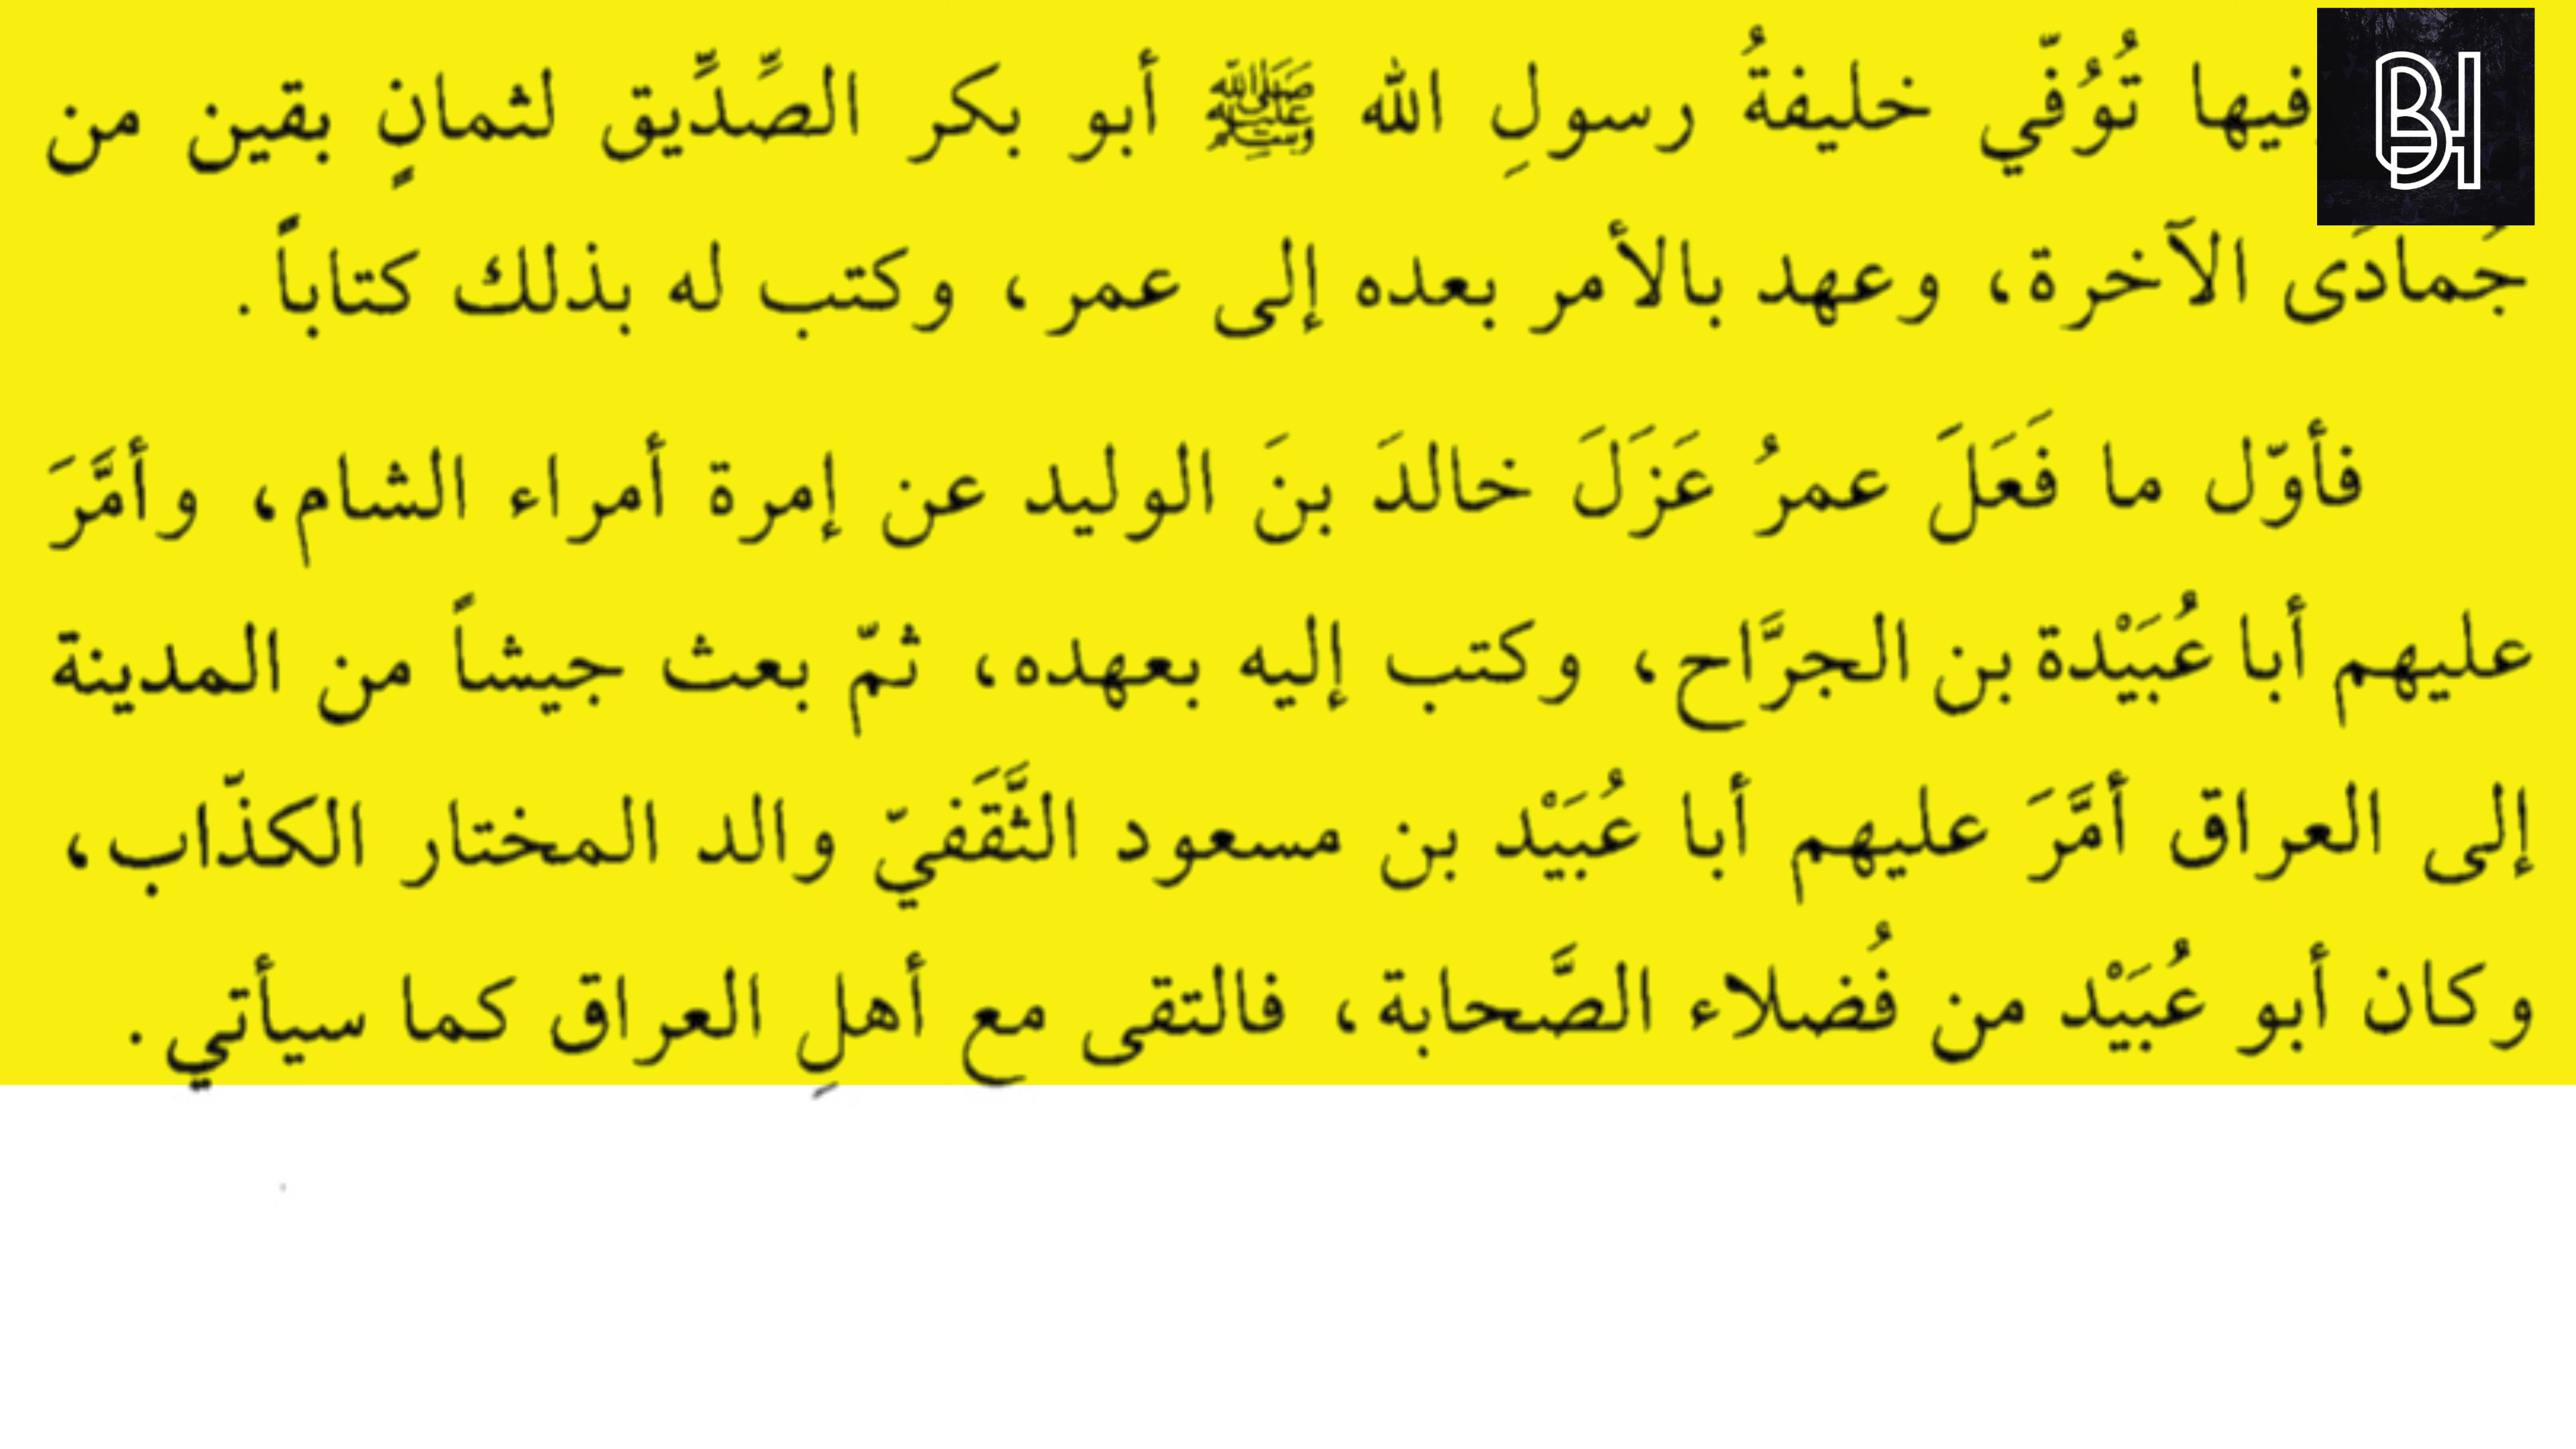 BH
فيها تُوُفّي خليفةُ رسولِ الله ﷺ أبو بكر الصِّدِّيق لثمانٍ بقين من
جُمادَى الآخرة، وعهد بالأمر بعده إلى عمر، وكتب له بذلك كتاباً.
فأوّل ما فَعَلَ عمرُ عَزَلَ خالدَ بنَ الوليد عن إمرة أمراء الشام، وأمَّرَ
عليهم أبا عُبَيْدة بن الجرَّاح، وكتب إليه بعهده، ثمّ بعث جيشاً من المدينة
إلى العراق أمَّرَ عليهم أبا عُبَيْد بن مسعود الثَّقَفيّ والد المختار الكذّاب،
وكان أبو عُبَيْد من فُضلاء الصَّحابة، فالتقى مع أهلِ العراق كما سيأتي.